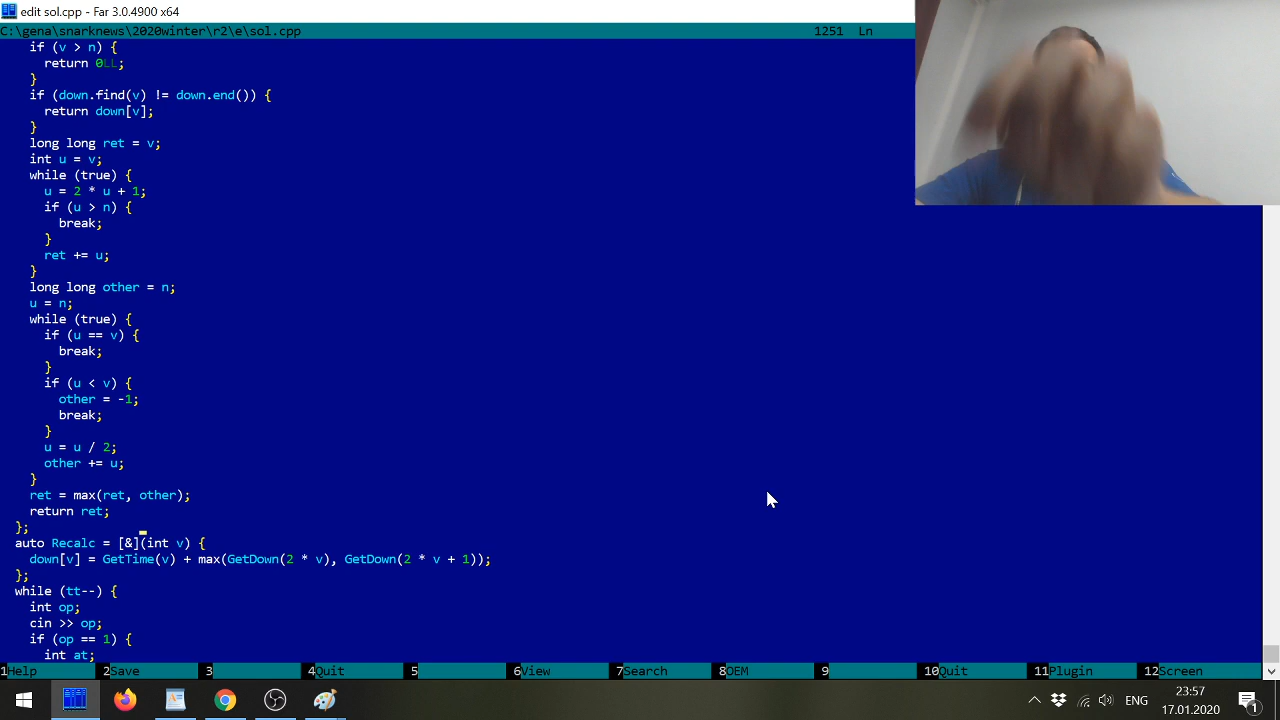 edit sol.cpp - Far 3.0.4900 x64
C:\gena\snarknews\2020winter\r2\e\sol.cpp 1251 Ln
if (v > n) {
return 0LL;
}
if (down.find(v) != down.end()) {
return down[v];
}
long long ret = v;
int u = v;
while (true) {
u = 2 * u + 1;
if (u > n) {
break;
}
ret += u;
}
long long other = n;
u = n;
while (true) {
if (u == v) {
break;
}
if (u < v) {
other = -1;
break;
}
u = u / 2;
other += u;
}
ret = max(ret, other);
return ret;
};
auto Recalc = [&](int v) {
down[v] = GetTime(v) + max(GetDown(2 * v), GetDown(2 * v + 1));
};
while (tt--) {
int op;
cin >> op;
if (op == 1) {
int at;
1Help 2Save 3 4Quit 5 6View 7Search 8OEM 9 10Quit 11Plugin 12Screen
ENG
23:57
17.01.2020
1